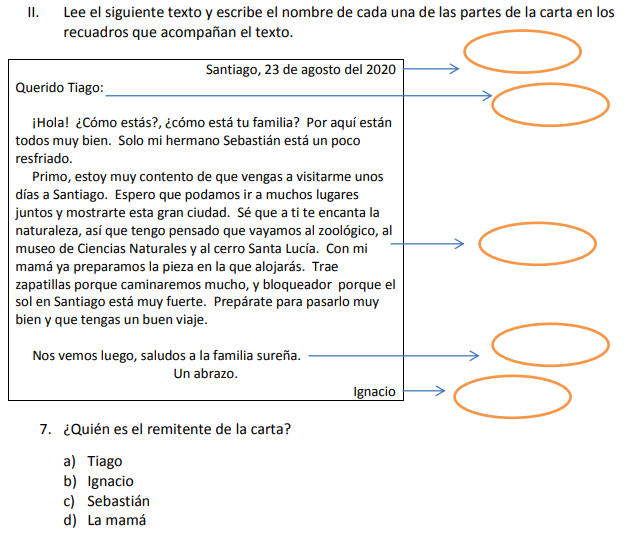 II. Lee el siguiente texto y escribe el nombre de cada una de las partes de la carta en los
recuadros que acompañan el texto.
Santiago, 23 de agosto del 2020
Querido Tiago:
¡Hola! ¿Cómo estás?, ¿cómo está tu familia? Por aquí están
todos muy bien. Solo mi hermano Sebastián está un poco
resfriado.
Primo, estoy muy contento de que vengas a visitarme unos
días a Santiago. Espero que podamos ir a muchos lugares
juntos y mostrarte esta gran ciudad. Sé que a ti te encanta la
naturaleza, así que tengo pensado que vayamos al zoológico, al
museo de Ciencias Naturales y al cerro Santa Lucía. Con mi
mamá ya preparamos la pieza en la que alojarás. Trae
zapatillas porque caminaremos mucho, y bloqueador porque el
sol en Santiago está muy fuerte. Prepárate para pasarlo muy
bien y que tengas un buen viaje.
Nos vemos luego, saludos a la familia sureña.
Un abrazo.
Ignacio
7. ¿Quién es el remitente de la carta?
a) Tiago
b) Ignacio
c) Sebastián
d) La mamá